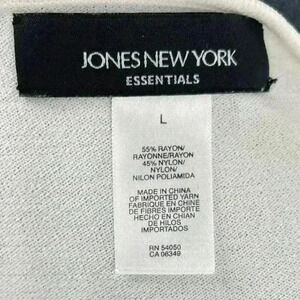 JONES NEW YORK
ESSENTIALS
L
55% RAYON/
RAYONNE/RAYON
45% NYLON/
NYLON/
NILON POLIAMIDA
MADE IN CHINA
OF IMPORTED YARN
FABRIQUE EN CHINE
DE FIBRES IMPORTE
HECHO EN CHIAN
DE HILOS
IMPORTADOS
RN 54050
CA 06349